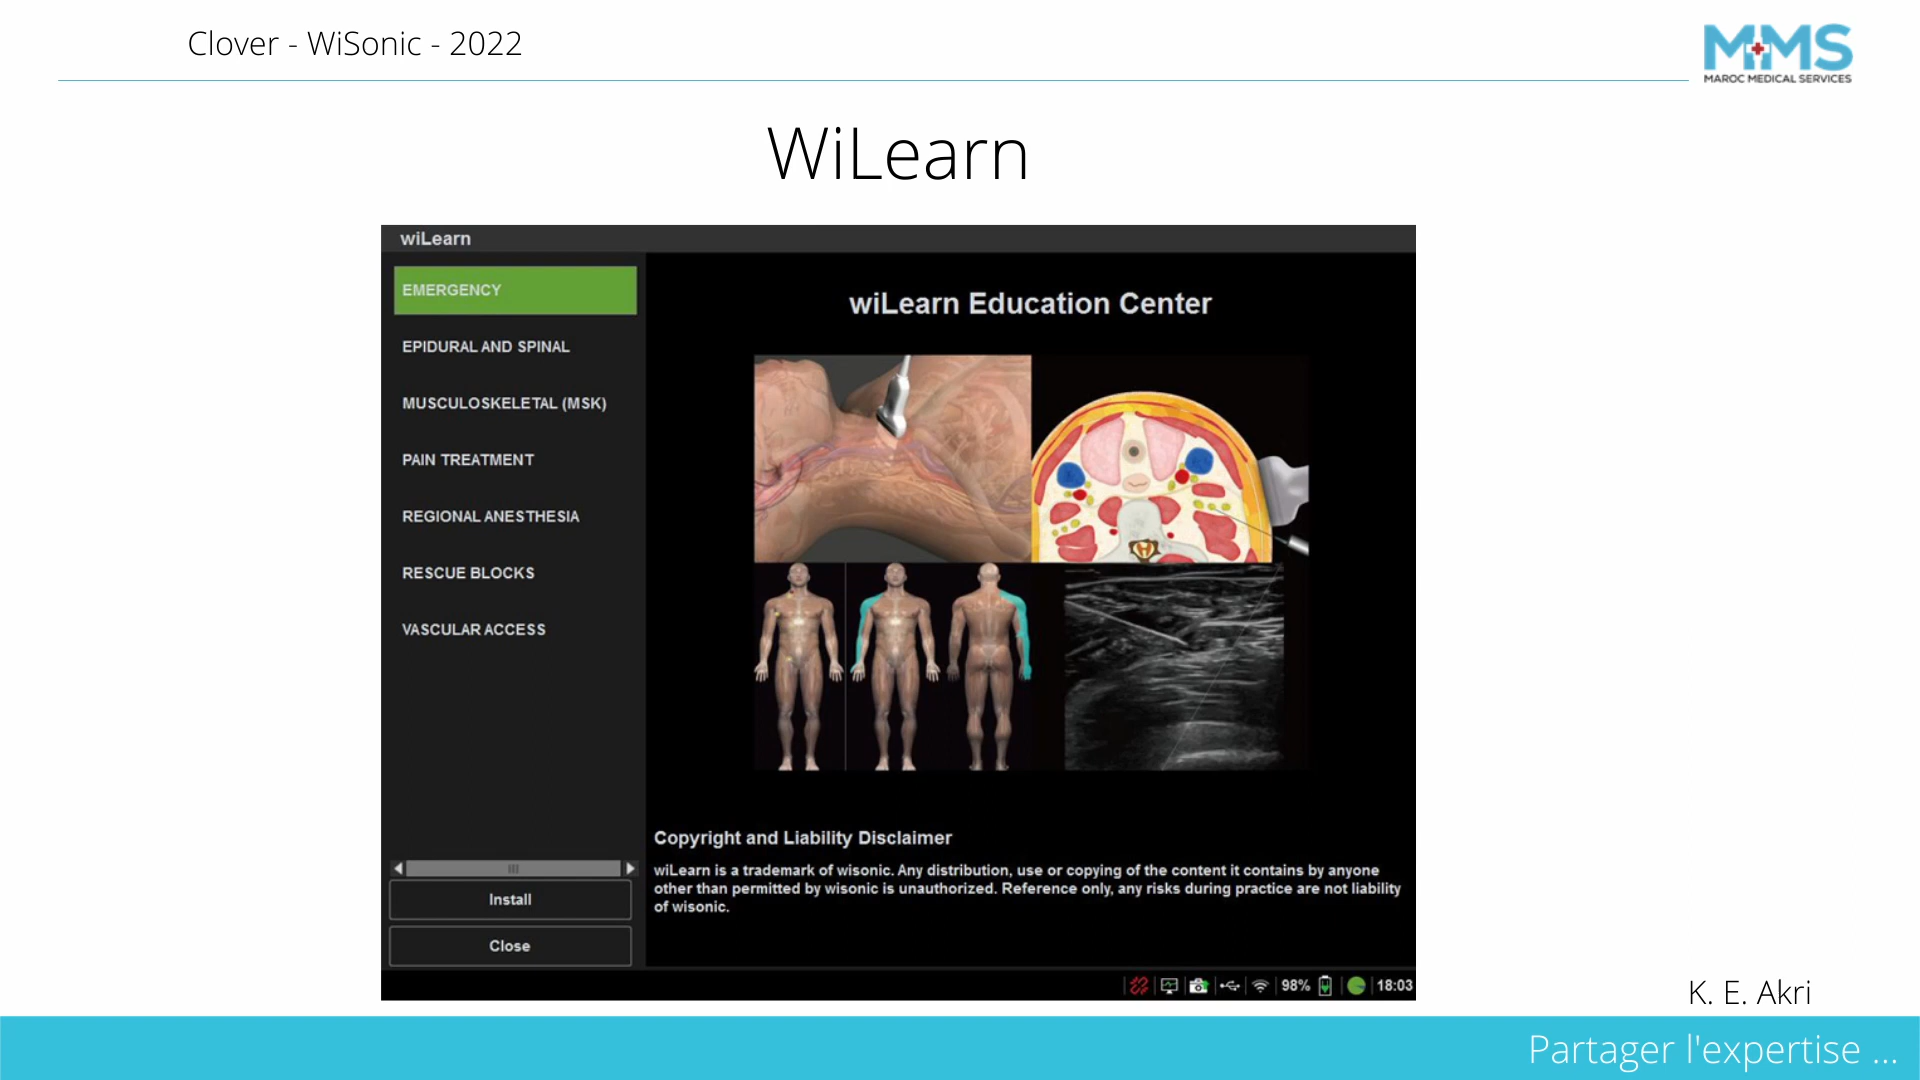 Clover - WiSonic - 2022
M+MS
MAROC MEDICAL SERVICES
WiLearn
wiLearn
EMERGENCY
EPIDURAL AND SPINAL
MUSCULOSKELETAL (MSK)
PAIN TREATMENT
REGIONAL ANESTHESIA
RESCUE BLOCKS
VASCULAR ACCESS
Install
Close
wiLearn Education Center
Copyright and Liability Disclaimer
wiLearn is a trademark of wisonic. Any distribution, use or copying of the content it contains by anyone
other than permitted by wisonic is unauthorized. Reference only, any risks during practice are not liability
of wisonic.
98% 18:03
K. E. Akri
Partager l'expertise ...